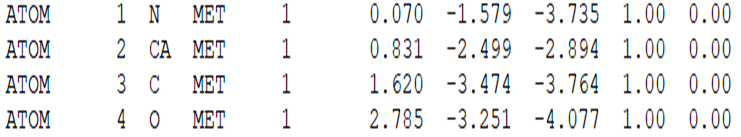 ATOM 1 N MET 1 0.070 -1.579 -3.735 1.00 0.00
ATOM 2 CA MET 1 0.831 -2.499 -2.894 1.00 0.00
ATOM 3 C MET 1 1.620 -3.474 -3.764 1.00 0.00
ATOM 4 O MET 1 2.785 -3.251 -4.077 1.00 0.00